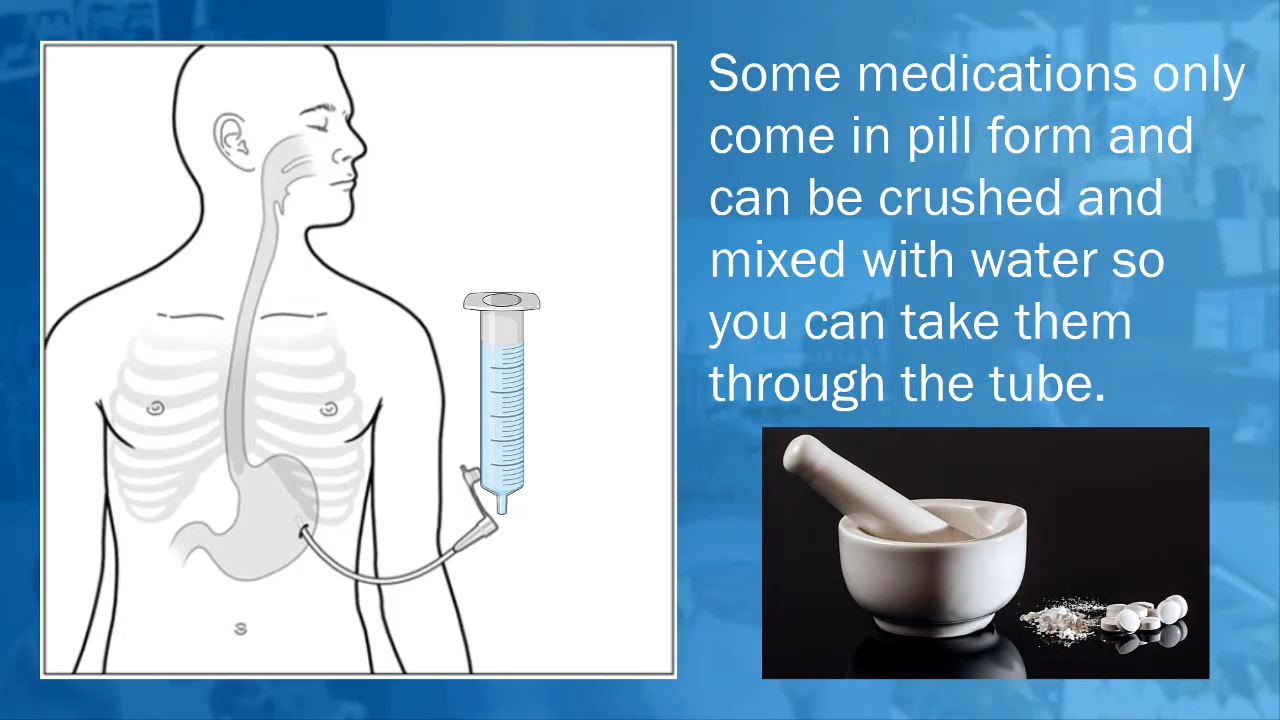 Some medications only
come in pill form and
can be crushed and
mixed with water so
you can take them
through the tube.